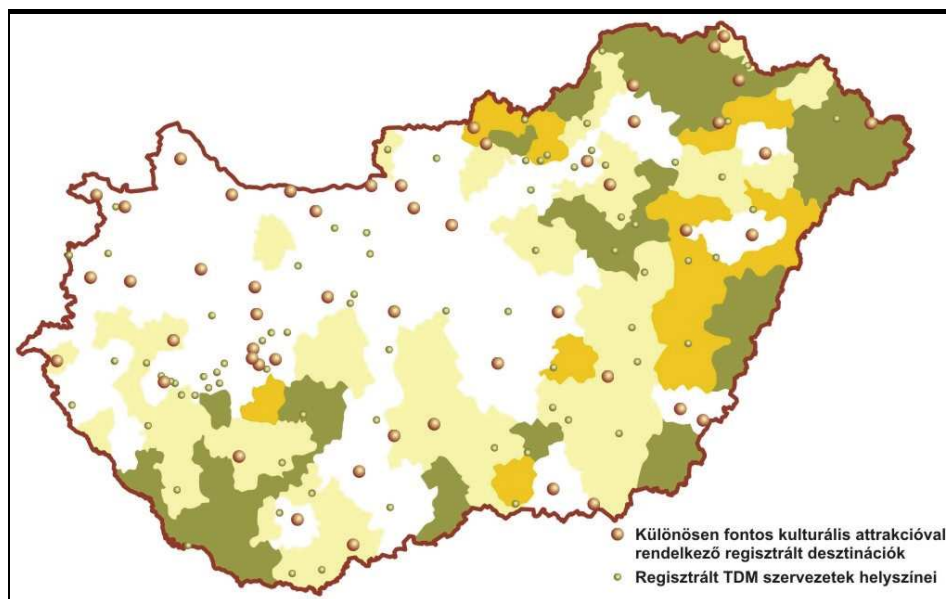 Különösen fontos kulturális attrakcióval
rendelkező regisztrált desztinációk
Regisztrált TDM szervezetek helyszínei